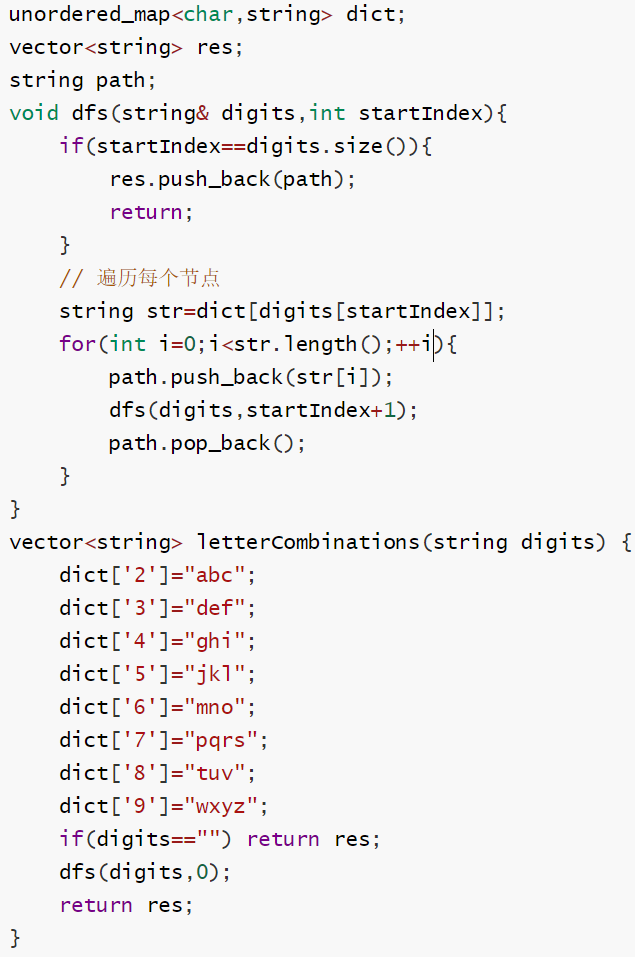 unordered_map<char,string> dict;
vector<string> res;
string path;
void dfs(string& digits,int startIndex){
    if(startIndex==digits.size()){
        res.push_back(path);
        return;
    }
    // 遍历每个节点
    string str=dict[digits[startIndex]];
    for(int i=0;i<str.length();++i){
        path.push_back(str[i]);
        dfs(digits,startIndex+1);
        path.pop_back();
    }
}
vector<string> letterCombinations(string digits) {
    dict['2']="abc";
    dict['3']="def";
    dict['4']="ghi";
    dict['5']="jkl";
    dict['6']="mno";
    dict['7']="pqrs";
    dict['8']="tuv";
    dict['9']="wxyz";
    if(digits=="") return res;
    dfs(digits,0);
    return res;
}